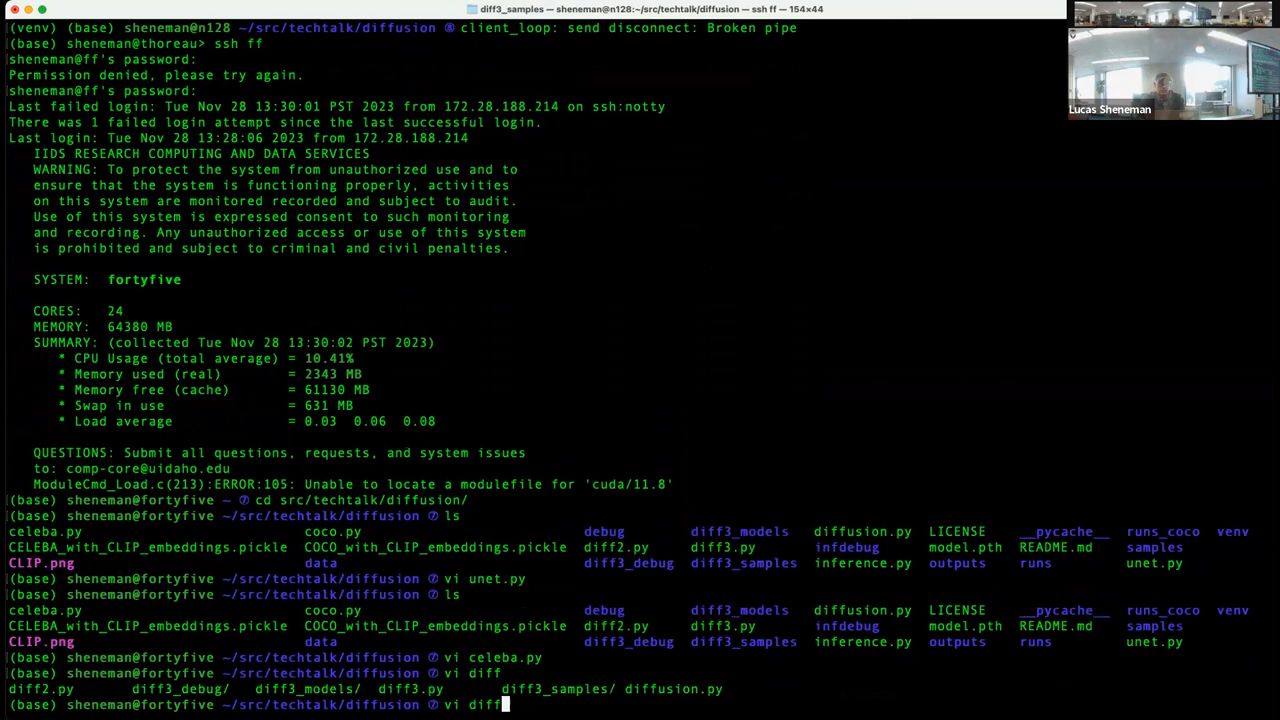 diff3_samples — sheneman@n128:~/src/techtalk/diffusion — ssh ff — 154×44
(venv) (base) sheneman@n128 ~/src/techtalk/diffusion ⑧ client_loop: send disconnect: Broken pipe
(base) sheneman@thoreau> ssh ff
sheneman@ff's password:
Permission denied, please try again.
sheneman@ff's password:
Last failed login: Tue Nov 28 13:30:01 PST 2023 from 172.28.188.214 on ssh:notty
There was 1 failed login attempt since the last successful login.
Last login: Tue Nov 28 13:28:06 2023 from 172.28.188.214
IIDS RESEARCH COMPUTING AND DATA SERVICES
WARNING: To protect the system from unauthorized use and to
ensure that the system is functioning properly, activities
on this system are monitored recorded and subject to audit.
Use of this system is expressed consent to such monitoring
and recording. Any unauthorized access or use of this system
is prohibited and subject to criminal and civil penalties.
SYSTEM: fortyfive
CORES: 24
MEMORY: 64380 MB
SUMMARY: (collected Tue Nov 28 13:30:02 PST 2023)
* CPU Usage (total average) = 10.41%
* Memory used (real) = 2343 MB
* Memory free (cache) = 61130 MB
* Swap in use = 631 MB
* Load average = 0.03 0.06 0.08
QUESTIONS: Submit all questions, requests, and system issues
to: comp-core@uidaho.edu
ModuleCmd_Load.c(213):ERROR:105: Unable to locate a modulefile for 'cuda/11.8'
(base) sheneman@fortyfive ~ ⑦ cd src/techtalk/diffusion/
(base) sheneman@fortyfive ~/src/techtalk/diffusion ⑦ ls
celeba.py coco.py debug diff3_models diffusion.py LICENSE __pycache__ runs_coco venv
CELEBA_with_CLIP_embeddings.pickle COCO_with_CLIP_embeddings.pickle diff2.py diff3.py infdebug model.pth README.md samples
CLIP.png data diff3_debug diff3_samples inference.py outputs runs unet.py
(base) sheneman@fortyfive ~/src/techtalk/diffusion ⑦ vi unet.py
(base) sheneman@fortyfive ~/src/techtalk/diffusion ⑦ ls
celeba.py coco.py debug diff3_models diffusion.py LICENSE __pycache__ runs_coco venv
CELEBA_with_CLIP_embeddings.pickle COCO_with_CLIP_embeddings.pickle diff2.py diff3.py infdebug model.pth README.md samples
CLIP.png data diff3_debug diff3_samples inference.py outputs runs unet.py
(base) sheneman@fortyfive ~/src/techtalk/diffusion ⑦ vi celeba.py
(base) sheneman@fortyfive ~/src/techtalk/diffusion ⑦ vi diff
diff2.py diff3_debug/ diff3_models/ diff3.py diff3_samples/ diffusion.py
(base) sheneman@fortyfive ~/src/techtalk/diffusion ⑦ vi diff
Lucas Sheneman